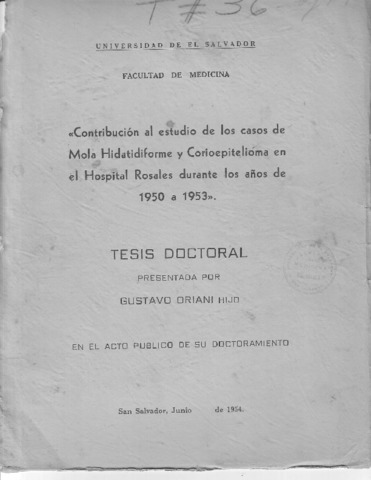 T # 36
UNIVERSIDAD DE EL SALVADOR
FACULTAD DE MEDICINA
«Contribución al estudio de los casos de
Mola Hidatidiforme y Corioepitelioma en
el Hospital Rosales durante los años de
1950 a 1953».
TESIS DOCTORAL
PRESENTADA POR
GUSTAVO ORIANI HIJO
EN EL ACTO PUBLICO DE SU DOCTORAMIENTO
San Salvador, Junio de 1954.